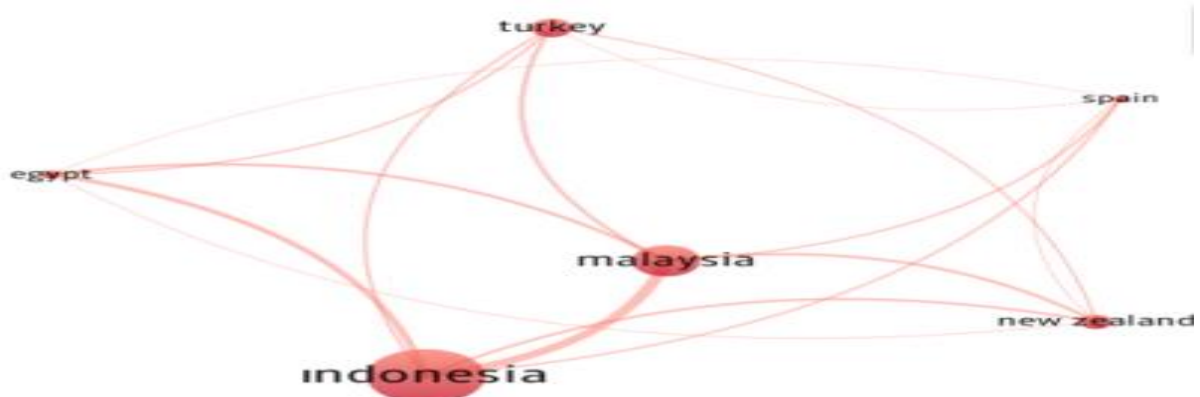 turkey
spain
egypt
malaysia
new zealand
indonesia